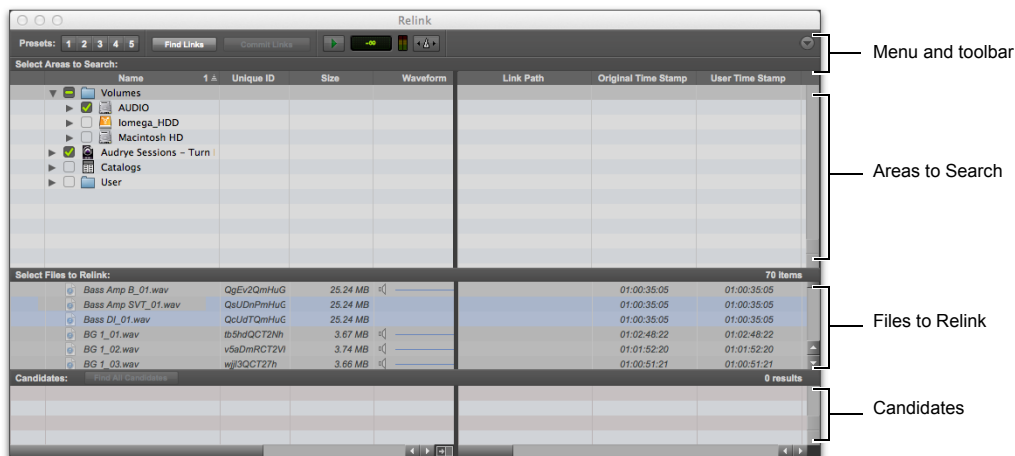 Relink
Presets: 1 2 3 4 5 Find Links Commit Links -∞
Menu and toolbar
Select Areas to Search:
Name 1 Unique ID Size Waveform Link Path Original Time Stamp User Time Stamp
Volumes
AUDIO
Iomega_HDD
Macintosh HD
Audrye Sessions – Turn
Catalogs
User
Areas to Search
Select Files to Relink: 70 items
Bass Amp B_01.wav QgEv2QmHuG 25.24 MB 01:00:35:05 01:00:35:05
Bass Amp SVT_01.wav QsUDnPmHuG 25.24 MB 01:00:35:05 01:00:35:05
Bass DI_01.wav QcUdTQmHuG 25.24 MB 01:00:35:05 01:00:35:05
BG 1_01.wav tb5hdQCT2Nh 3.67 MB 01:02:48:22 01:02:48:22
BG 1_02.wav 3.74 MB 01:01:52:20 01:01:52:20
BG 1_03.wav 3.66 MB 01:00:51:21 01:00:51:21
Files to Relink
Candidates: Find All Candidates 0 results
Candidates